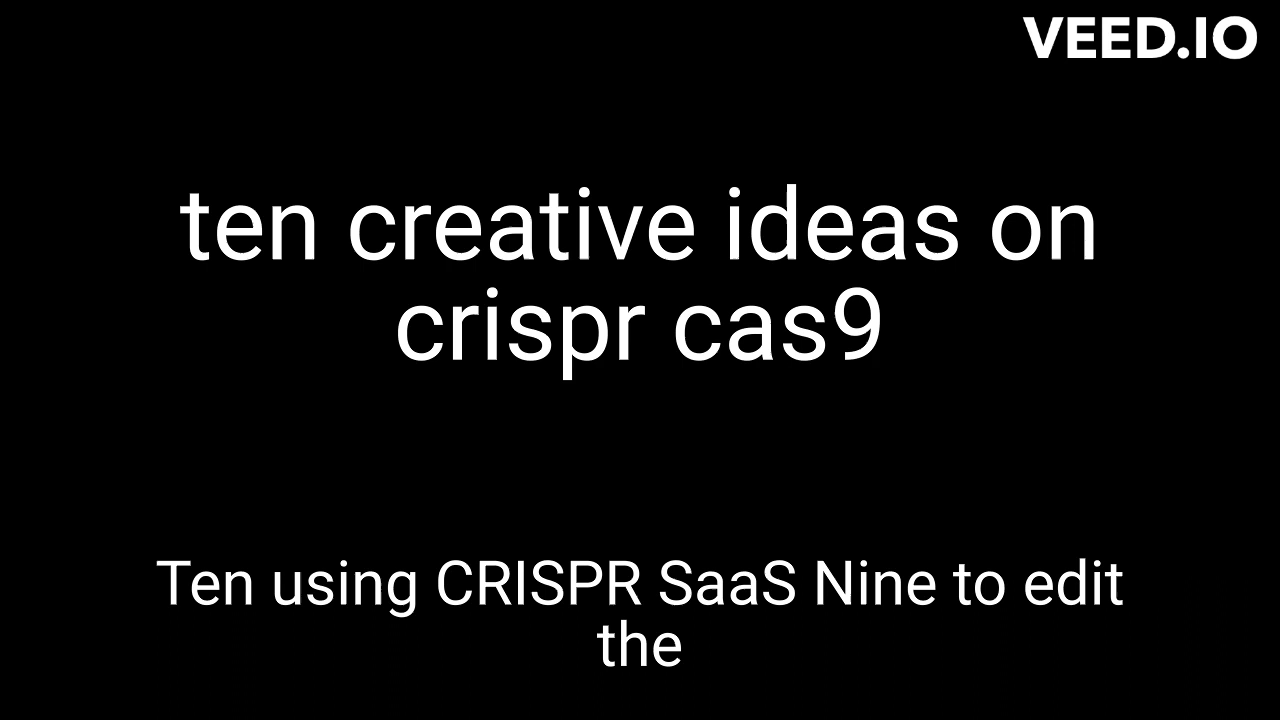 VEED.IO
ten creative ideas on
crispr cas9
Ten using CRISPR SaaS Nine to edit
the